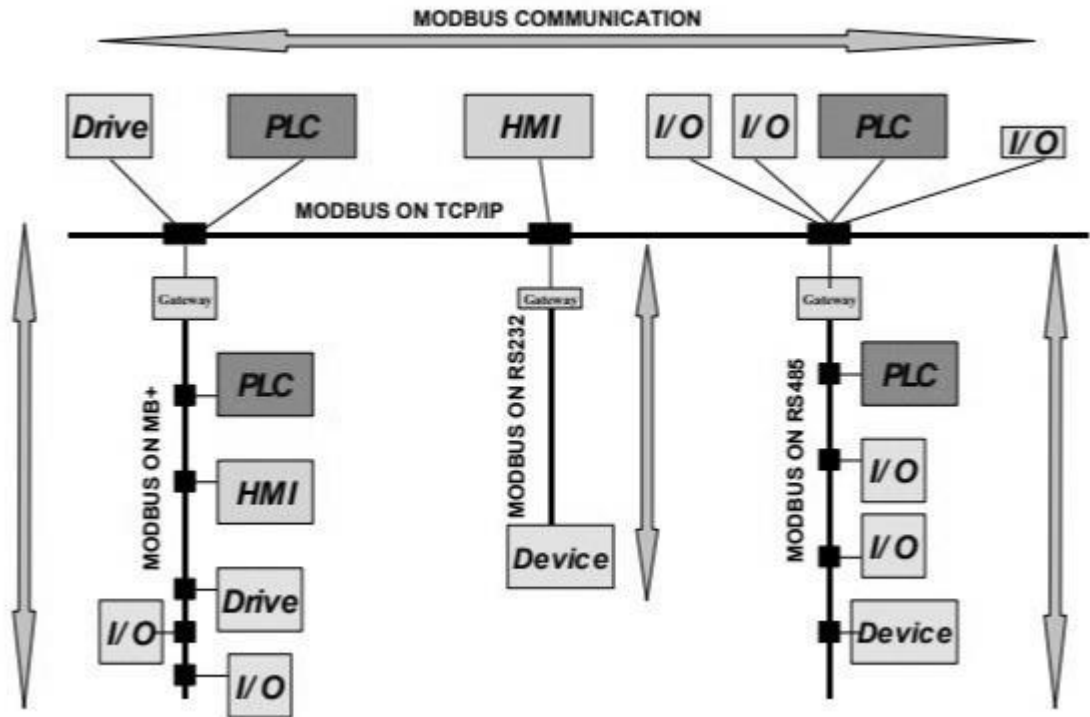 MODBUS COMMUNICATION
Drive
PLC
HMI
I/O
I/O
PLC
I/O
MODBUS ON TCP/IP
Gateway
Gateway
Gateway
MODBUS ON MB+
PLC
HMI
Drive
I/O
I/O
MODBUS ON RS232
Device
MODBUS ON RS485
PLC
I/O
I/O
Device